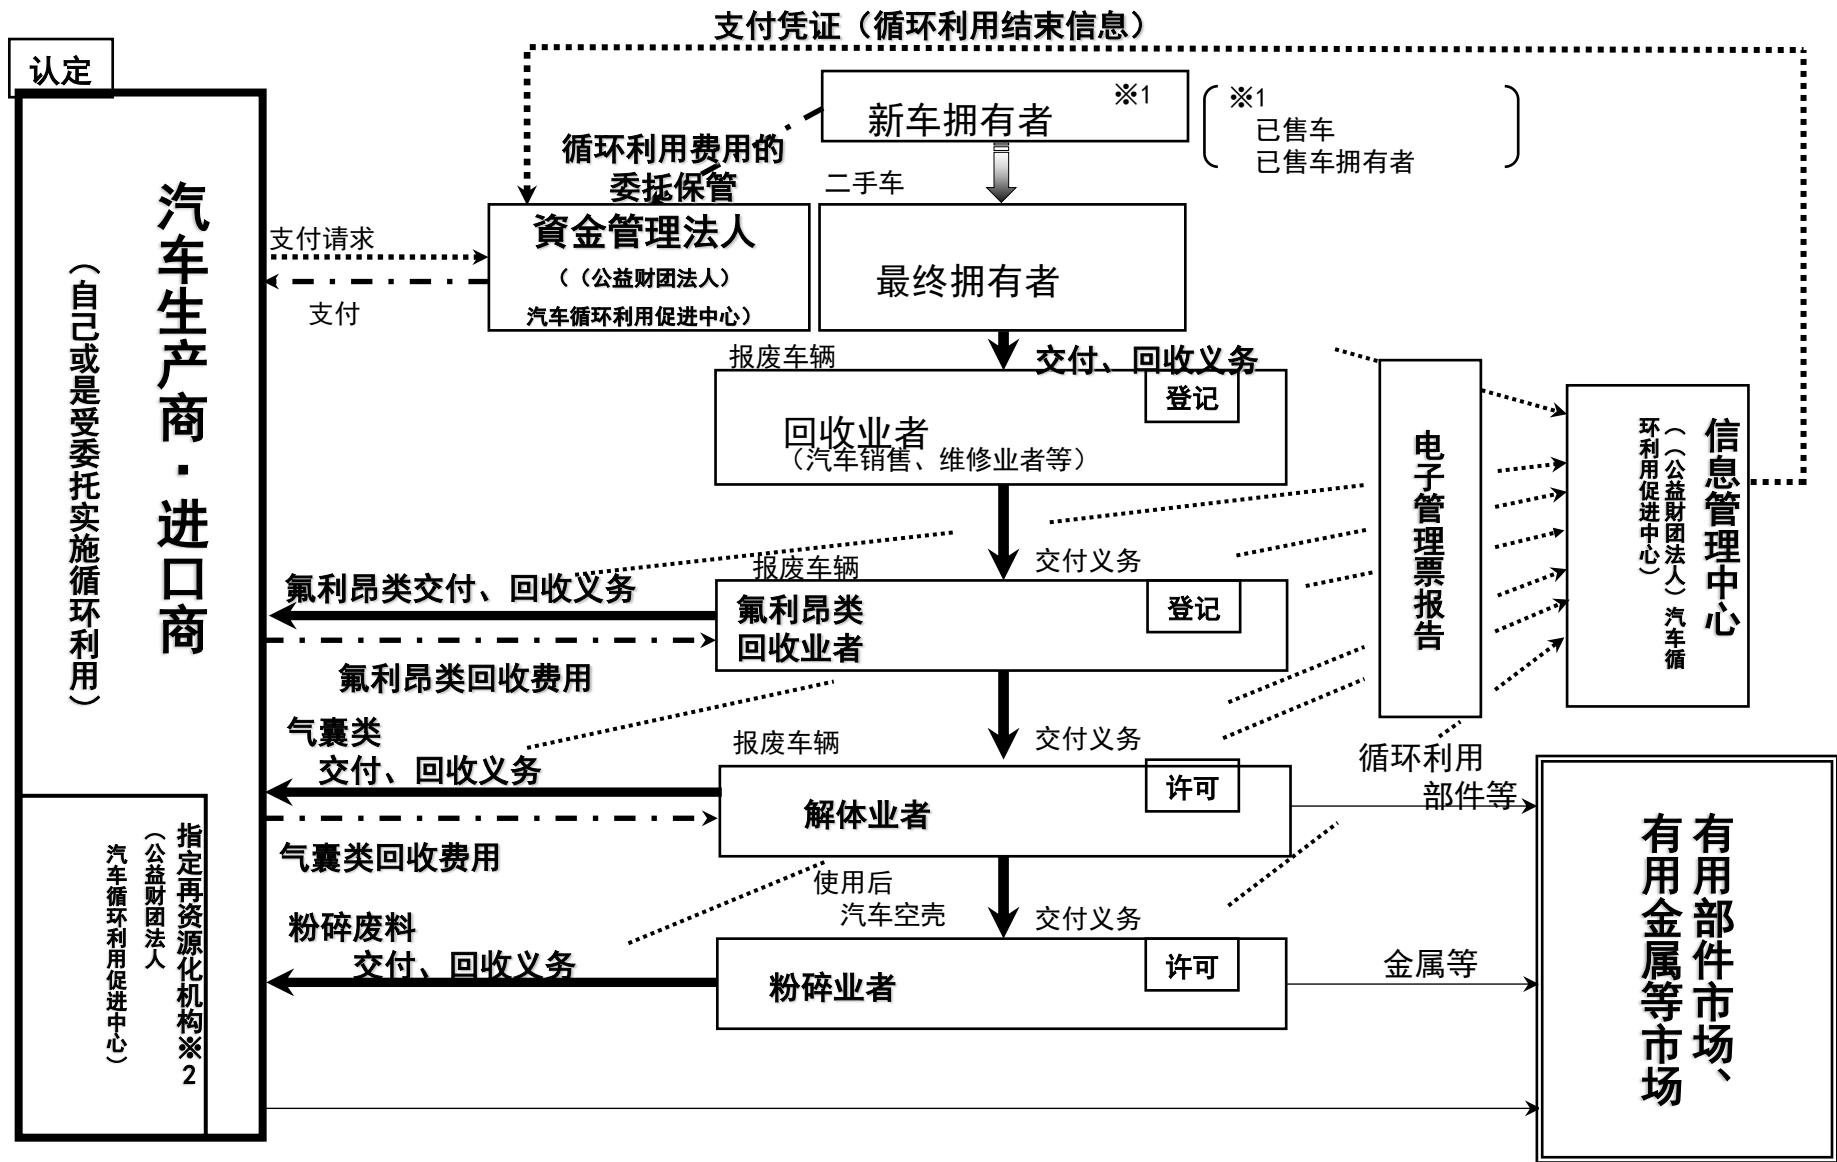 支付凭证（循环利用结束信息）
认定
新车拥有者
※1
※1
已售车
已售车拥有者
循环利用费用的
委托保管
二手车
汽车生产商・进口商
（自己或是受委托实施循环利用）
支付请求
支付
資金管理法人
（（公益财团法人）
汽车循环利用促进中心）
最终拥有者
报废车辆
交付、回收义务
登记
回收业者
（汽车销售、维修业者等）
电子管理票报告
信息管理中心
（（公益財团法人）汽车循
环利用促进中心）
报废车辆
交付义务
氟利昂类交付、回收义务
氟利昂类
回收业者
登记
氟利昂类回收费用
气囊类
交付、回收义务
报废车辆
交付义务
循环利用
部件等
解体业者
许可
气囊类回收费用
使用后
汽车空壳
交付义务
粉碎废料
交付、回收义务
粉碎业者
许可
金属等
有用部件市场、
有用金属等市场
指定再资源化机构※2
（公益财团法人
汽车循环利用促进中心）